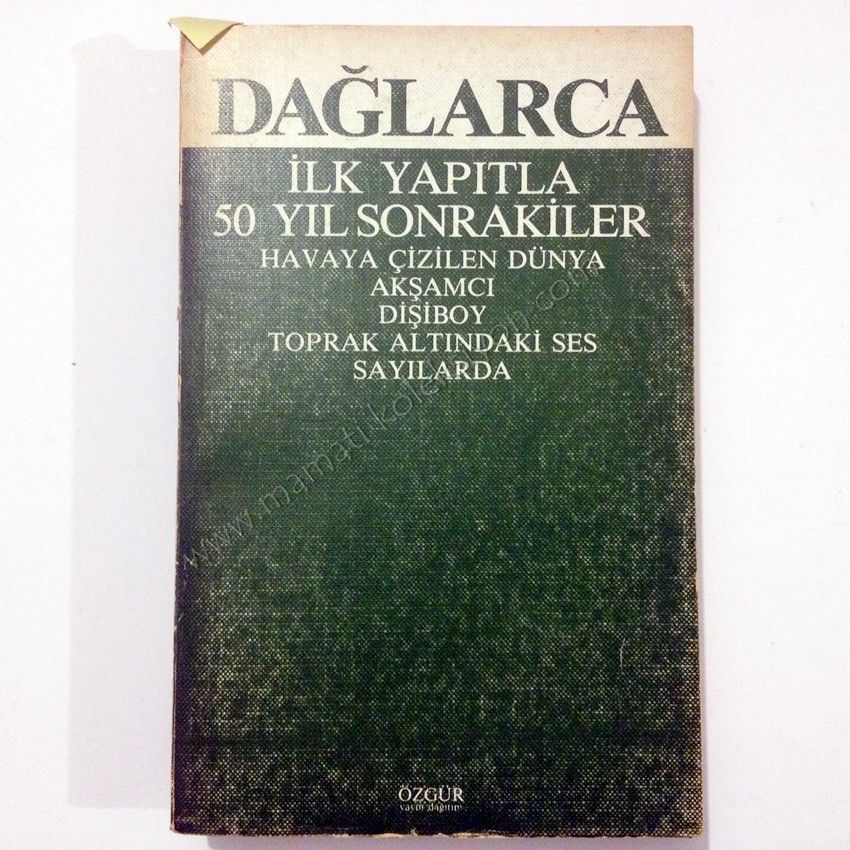 DAĞLARCA
İLK YAPITLA
50 YIL SONRAKİLER
HAVAYA ÇİZİLEN DÜNYA
AKŞAMCI
DİŞİBOY
TOPRAK ALTINDAKİ SES
SAYILARDA
ÖZGÜR
yayın dağıtım